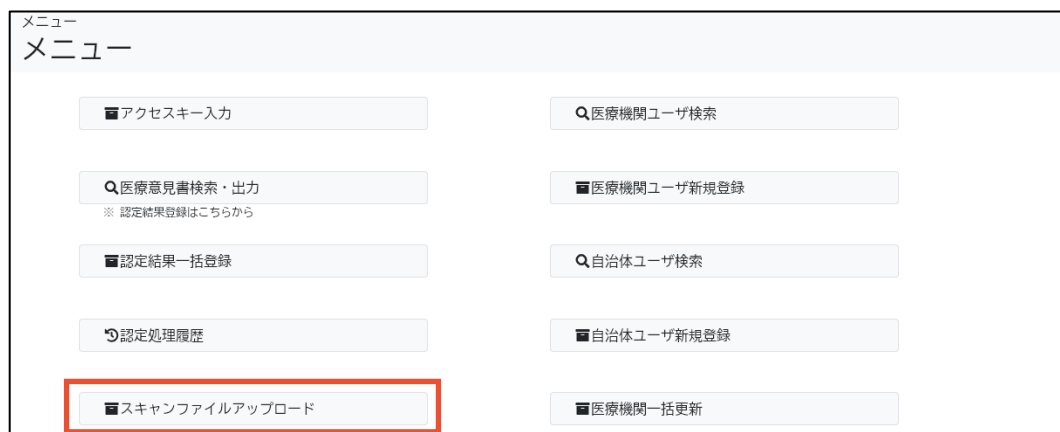 メニュー
メニュー
アクセスキー入力
医療意見書検索・出力
※ 認定結果登録はこちらから
認定結果一括登録
認定処理履歴
スキャンファイルアップロード
医療機関ユーザ検索
医療機関ユーザ新規登録
自治体ユーザ検索
自治体ユーザ新規登録
医療機関一括更新